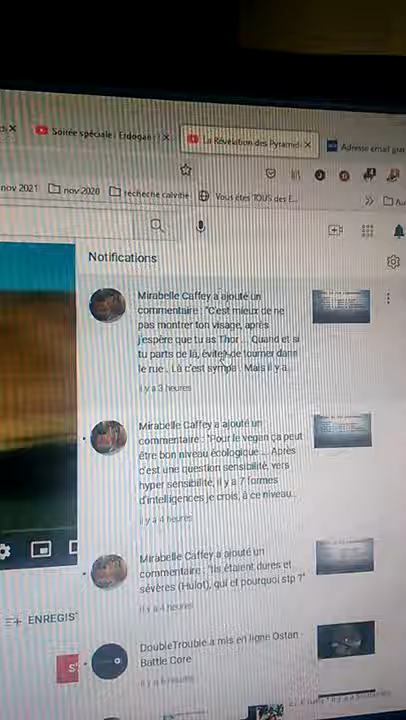 Soirée spéciale : Erdogan
La Révélation des Pyramid
Adresse email grat
nov 2021
nov 2020
recheche calvitie
Vous êtes TOUS des E...
Notifications
Mirabelle Caffey a ajouté un
commentaire : "C'est mieux de ne
pas montrer ton visage, après
j'espère que tu as Thor... Quand et si
tu parts de là, évite de tourner dans
le rue . Là c'est sympa . Mais il y a...
il y a 3 heures
Mirabelle Caffey a ajouté un
commentaire : "Pour le vegan ça peut
être bon niveau écologique ... Après
c'est une question sensibilité, vers
hyper sensibilité, il y a 7 formes
d'intelligences je crois, à ce niveau...
il y a 4 heures
Mirabelle Caffey a ajouté un
commentaire : "Ils étaient dures et
sévères (Hulot), qui et pourquoi stp ?"
il y a 4 heures
ENREGIS
DoubleTrouble a mis en ligne Ostan -
Battle Core
il y a 6 heures